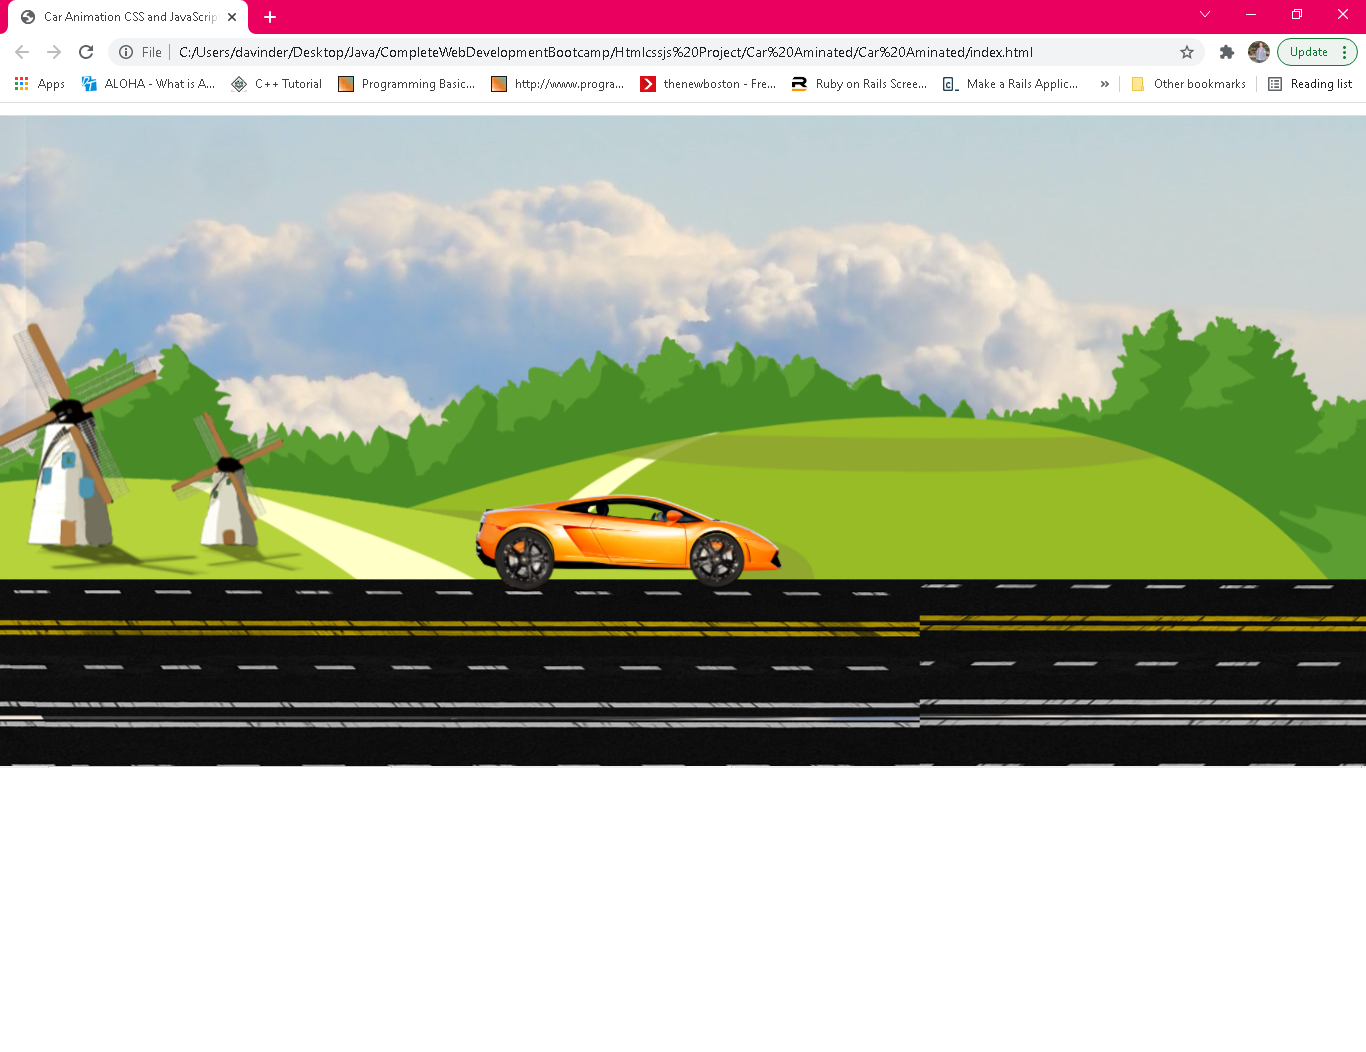 Car Animation CSS and JavaScrip
File C:/Users/davinder/Desktop/Java/CompleteWebDevelopmentBootcamp/Htmlcssjs%20Project/Car%20Aminated/Car%20Aminated/index.html Update
Apps ALOHA - What is A... C++ Tutorial Programming Basic... http://www.progra... thenewboston - Fre... Ruby on Rails Scree... Make a Rails Applic... » Other bookmarks Reading list